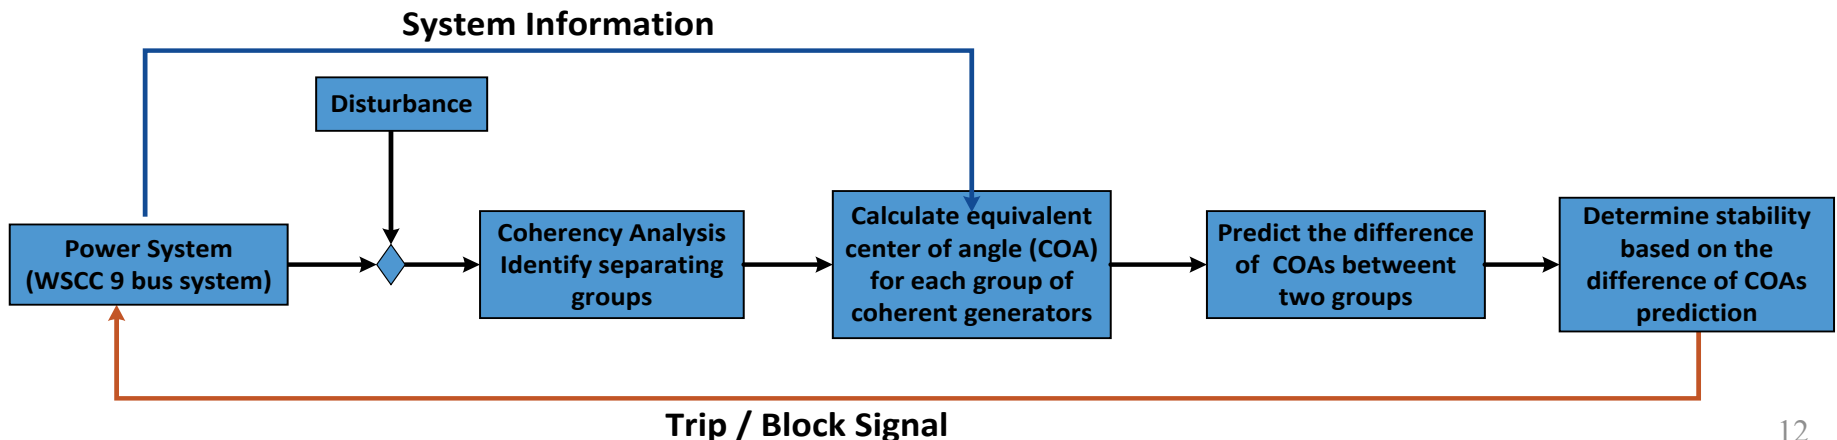 System Information
Disturbance
Power System
(WSCC 9 bus system)
Coherency Analysis
Identify separating
groups
Calculate equivalent
center of angle (COA)
for each group of
coherent generators
Predict the difference
of COAs betweent
two groups
Determine stability
based on the
difference of COAs
prediction
Trip / Block Signal
12